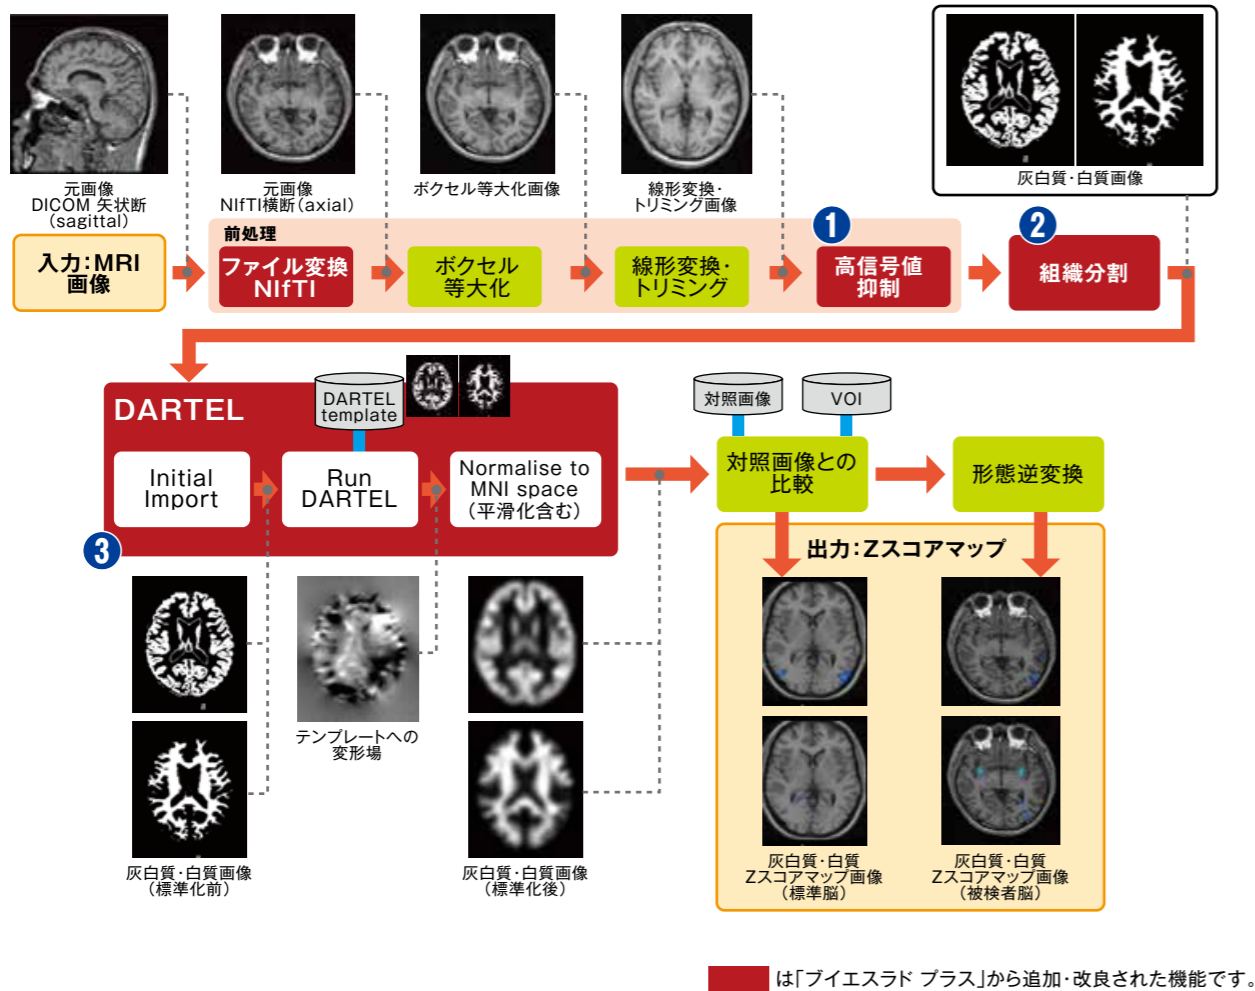 元画像
DICOM 矢状断
(sagittal)
元画像
NIfTI横断(axial)
ボクセル等大化画像
線形変換・
トリミング画像
灰白質・白質画像
入力:MRI
画像
前処理
ファイル変換
NIfTI
ボクセル
等大化
線形変換・
トリミング
1
高信号値
抑制
2
組織分割
DARTEL
DARTEL
template
Initial
Import
Run
DARTEL
Normalise to
MNI space
(平滑化含む)
3
対照画像
VOI
対照画像との
比較
形態逆変換
出力:Zスコアマップ
灰白質・白質画像
(標準化前)
テンプレートへの
変形場
灰白質・白質画像
(標準化後)
灰白質・白質
Zスコアマップ画像
(標準脳)
灰白質・白質
Zスコアマップ画像
(被検者脳)
は「ブイエスラド プラス」から追加・改良された機能です。